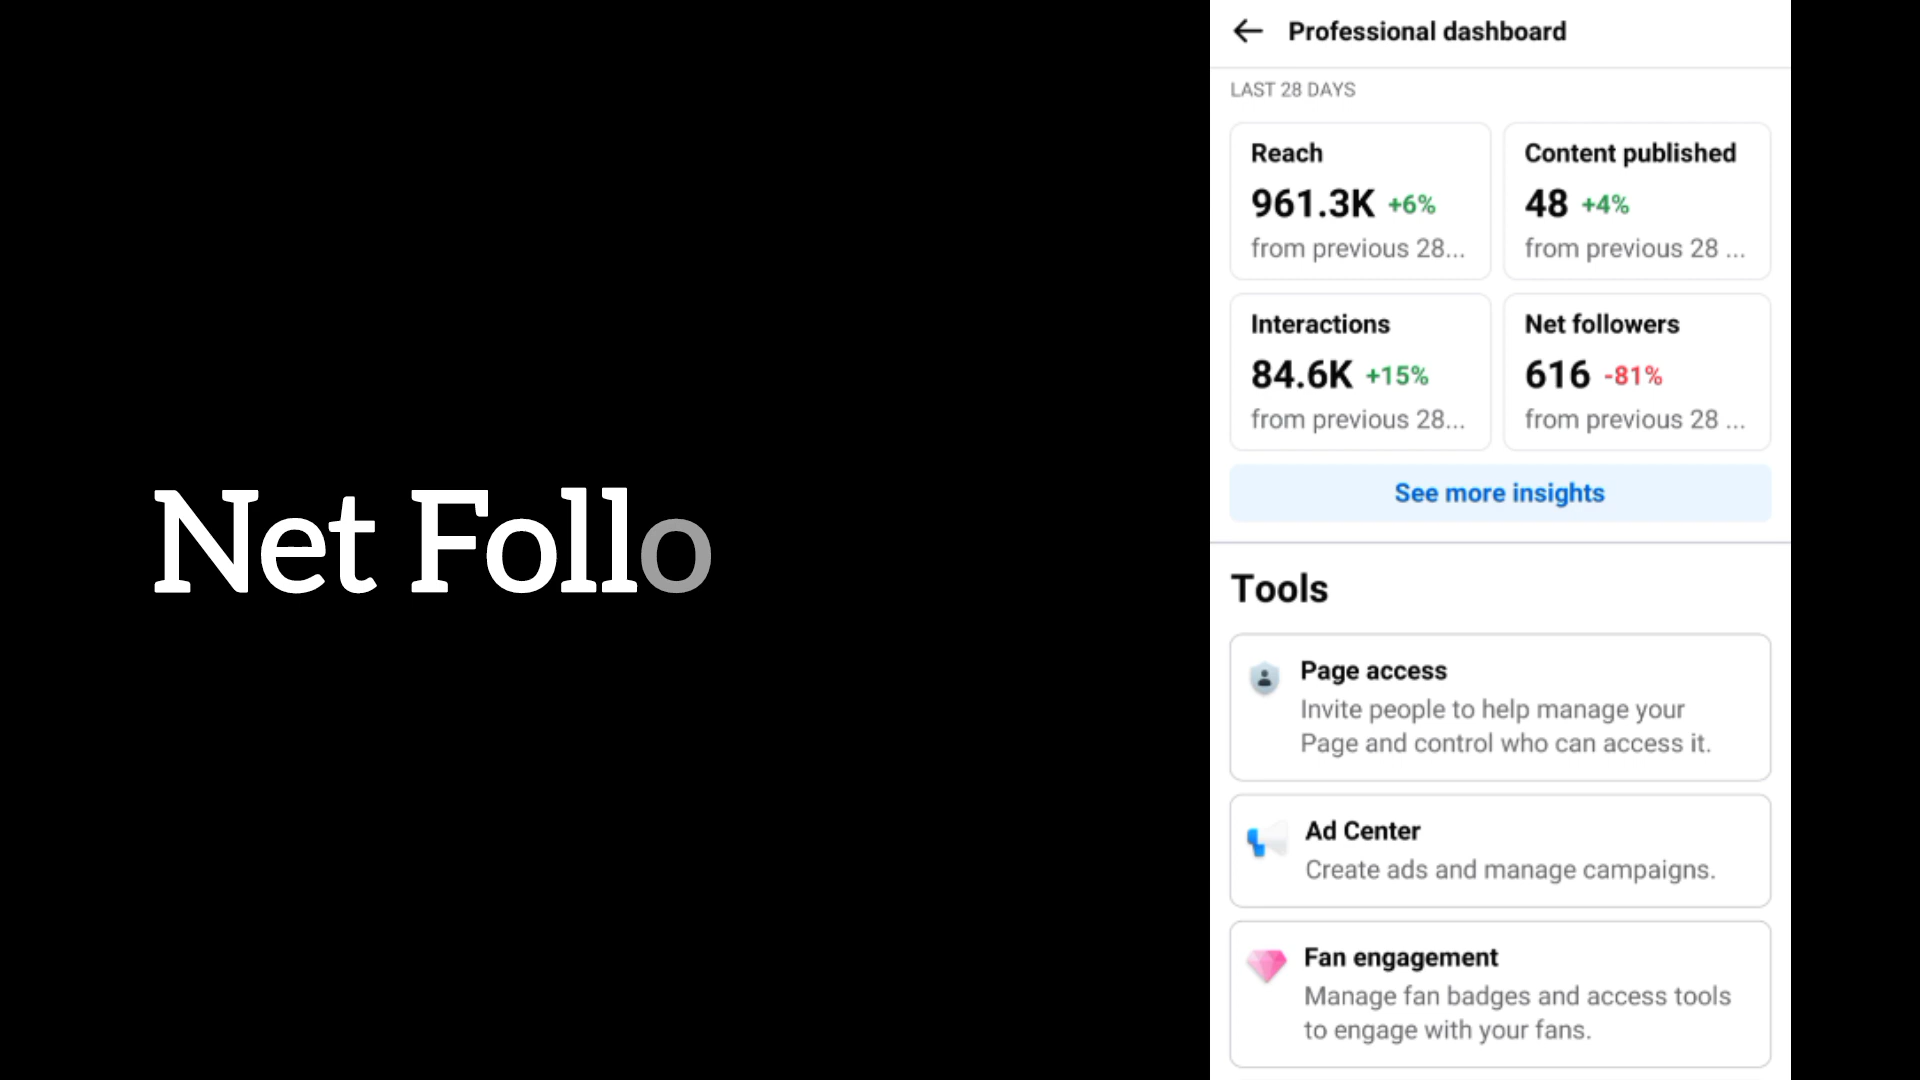 Net Follo
Professional dashboard
LAST 28 DAYS
Reach
961.3K +6%
from previous 28...
Content published
48 +4%
from previous 28 ...
Interactions
84.6K +15%
from previous 28...
Net followers
616 -81%
from previous 28 ...
See more insights
Tools
Page access
Invite people to help manage your
Page and control who can access it.
Ad Center
Create ads and manage campaigns.
Fan engagement
Manage fan badges and access tools
to engage with your fans.